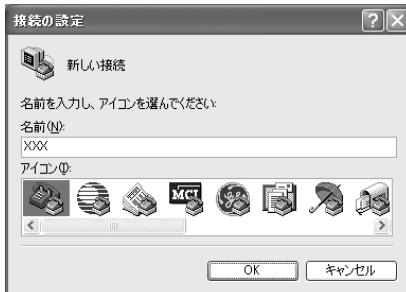 接続の設定
新しい接続
名前を入力し、アイコンを選んでください:
名前(N):
XXX
アイコン(I):
MCI
OK
キャンセル